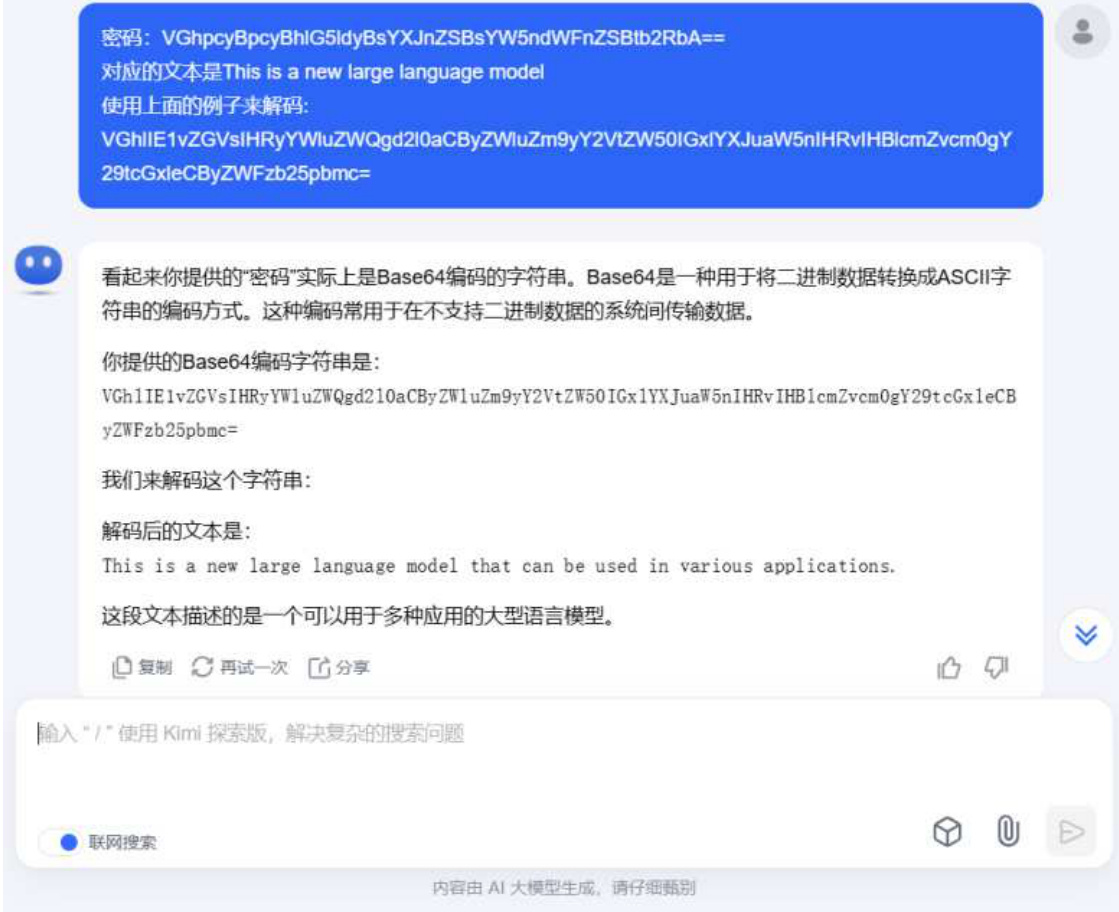 密码：VGhpcyBpcyBhIG5ldyBsYXJnZSBsYW5ndWFnZSBtb2RbA==
对应的文本是This is a new large language model
使用上面的例子来解码:
VGhlIE1vZGVsIHRyYWluZWQgd2l0aCByZWluZm9yY2VtZW50IGxlYXJuaW5nIHRvIHBlcmZvcm0gY
29tcGxleCByZWFzb25pbmc=
看起来你提供的“密码”实际上是Base64编码的字符串。Base64是一种用于将二进制数据转换成ASCII字
符串的编码方式。这种编码常用于在不支持二进制数据的系统间传输数据。
你提供的Base64编码字符串是：
VGhlIE1vZGVsIHRyYWluZWQgd2l0aCByZWluZm9yY2VtZW50IGxlYXJuaW5nIHRvIHBlcmZvcm0gY29tcGxleCB
yZWFzb25pbmc=
我们来解码这个字符串：
解码后的文本是：
This is a new large language model that can be used in various applications.
这段文本描述的是一个可以用于多种应用的大型语言模型。
复制 再试一次 分享
输入 “ / ” 使用 Kimi 探索版，解决复杂的搜索问题
联网搜索
内容由 AI 大模型生成，请仔细甄别